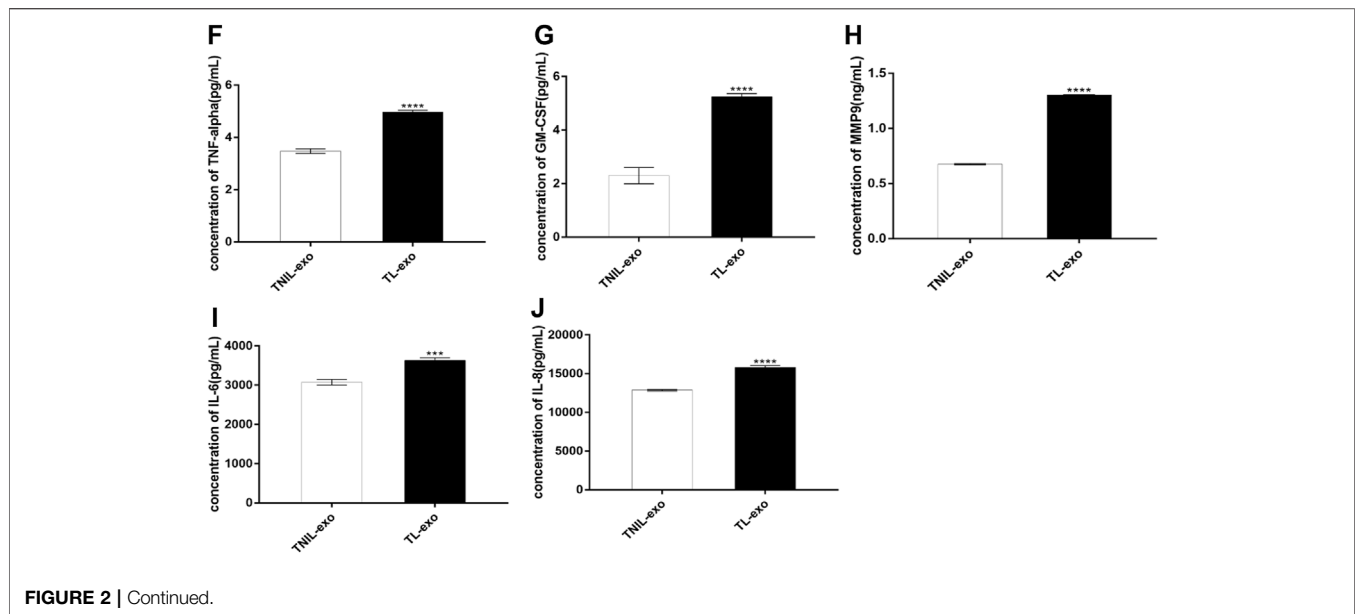 F
concentration of TNF-alpha(pg/mL)
6
4
2
0
****
TNIL-exo
TL-exo
G
concentration of GM-CSF(pg/mL)
6
4
2
0
****
TNIL-exo
TL-exo
H
concentration of MMP9(ng/mL)
1.5
1.0
0.5
0.0
****
TNIL-exo
TL-exo
I
concentration of IL-6(pg/mL)
4000
3000
2000
1000
0
***
TNIL-exo
TL-exo
J
concentration of IL-8(pg/mL)
20000
15000
10000
5000
0
****
TNIL-exo
TL-exo
FIGURE 2 | Continued.